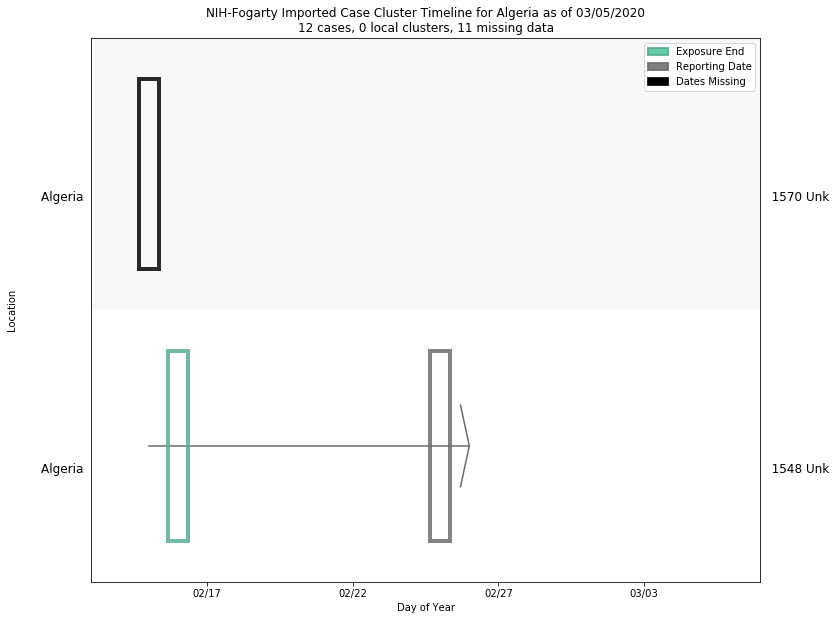 NIH-Fogarty Imported Case Cluster Timeline for Algeria as of 03/05/2020
12 cases, 0 local clusters, 11 missing data
Exposure End
Reporting Date
Dates Missing
Algeria
1570 Unk
Location
Algeria
1548 Unk
02/17
02/22
02/27
03/03
Day of Year